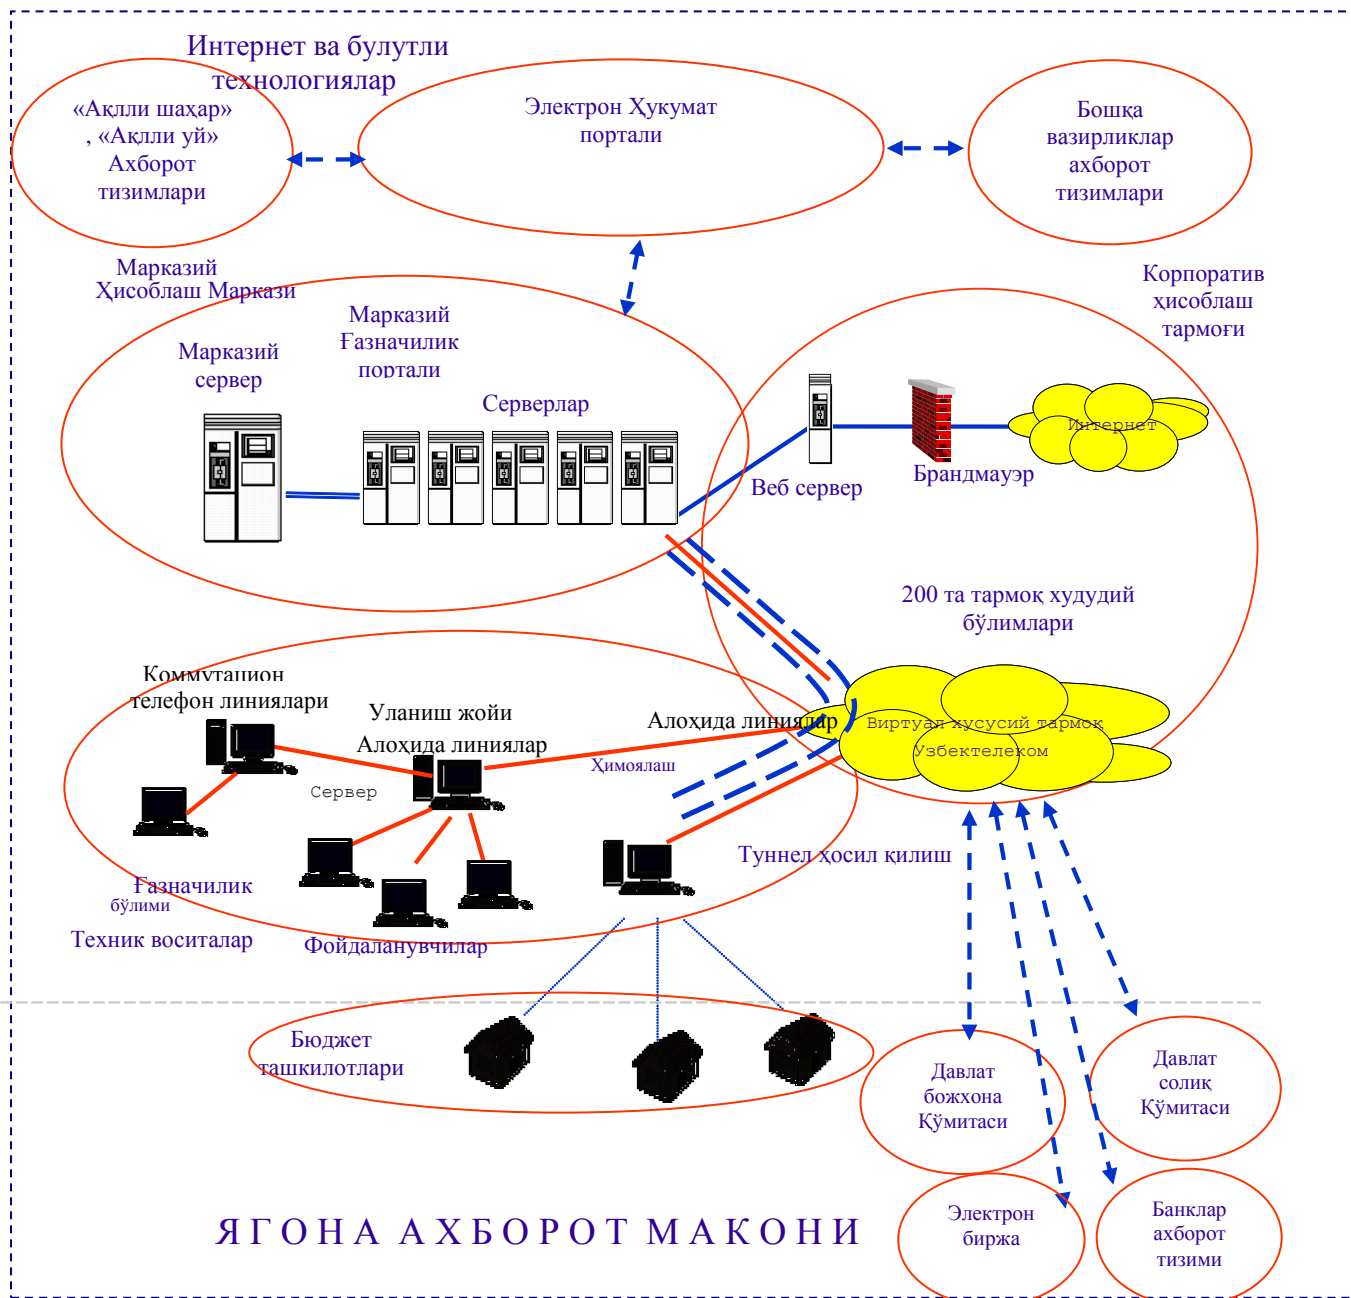 Интернет ва булутли
технологиялар
«Ақлли шаҳар»
, «Ақлли уй»
Ахборот
тизимлари
Электрон Ҳукумат
портали
Бошқа
вазирликлар
ахборот
тизимлари
Марказий
Ҳисоблаш Маркази
Марказий
Ғазначилик
портали
Марказий
сервер
Серверлар
Корпоратив
ҳисоблаш
тармоғи
Веб сервер
Брандмауэр
Интернет
200 та тармоқ худудий
бўлимлари
Коммутацион
телефон линиялари
Уланиш жойи
Алоҳида линиялар
Алоҳида линиялар
Виртуал хусусий тармоқ
Узбектелеком
Ҳимоялаш
Сервер
Туннел ҳосил қилиш
Ғазначилик
бўлими
Техник воситалар
Фойдаланувчилар
Бюджет
ташкилотлари
Давлат
божхона
Қўмитаси
Давлат
солиқ
Қўмитаси
Электрон
биржа
Банклар
ахборот
тизими
ЯГОНА АХБОРОТ МАКОНИ